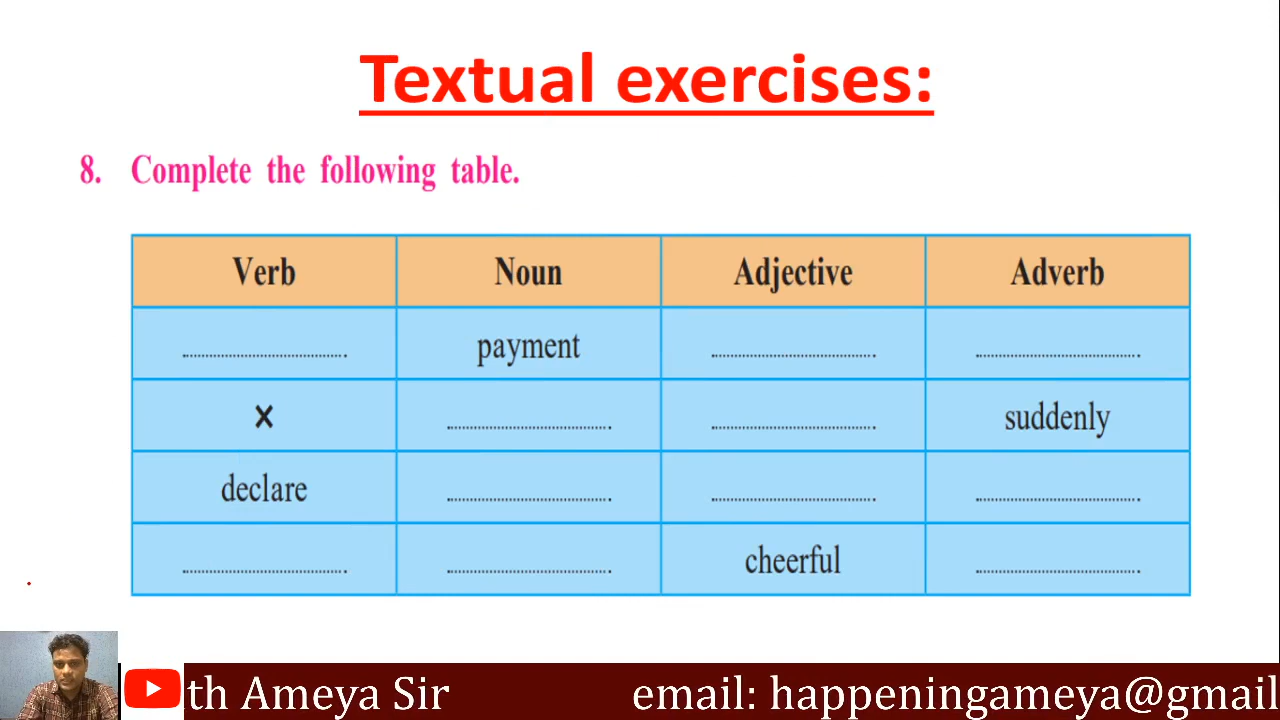 Textual exercises:
8. Complete the following table.
Verb Noun Adjective Adverb
.......................................... payment .......................................... ..........................................
× .......................................... .......................................... suddenly
declare .......................................... .......................................... ..........................................
.......................................... .......................................... cheerful ..........................................
th Ameya Sir email: happeningameya@gmail